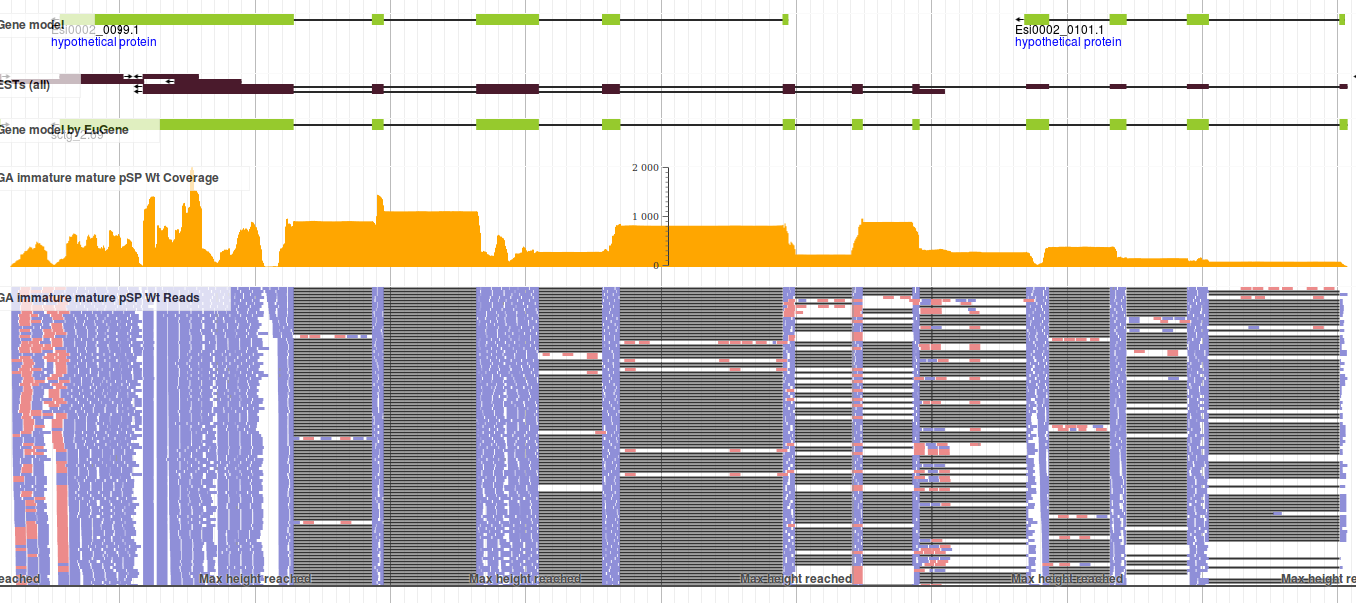 Gene model
Esi0002_0099.1
hypothetical protein
Esi0002_0101.1
hypothetical protein
ESTs (all)
Gene model by EuGene
GA immature mature pSP Wt Coverage
2 000
1 000
0
GA immature mature pSP Wt Reads
eached
Max height reached
Max height reached
Max height reached
Max height reached
Max height re